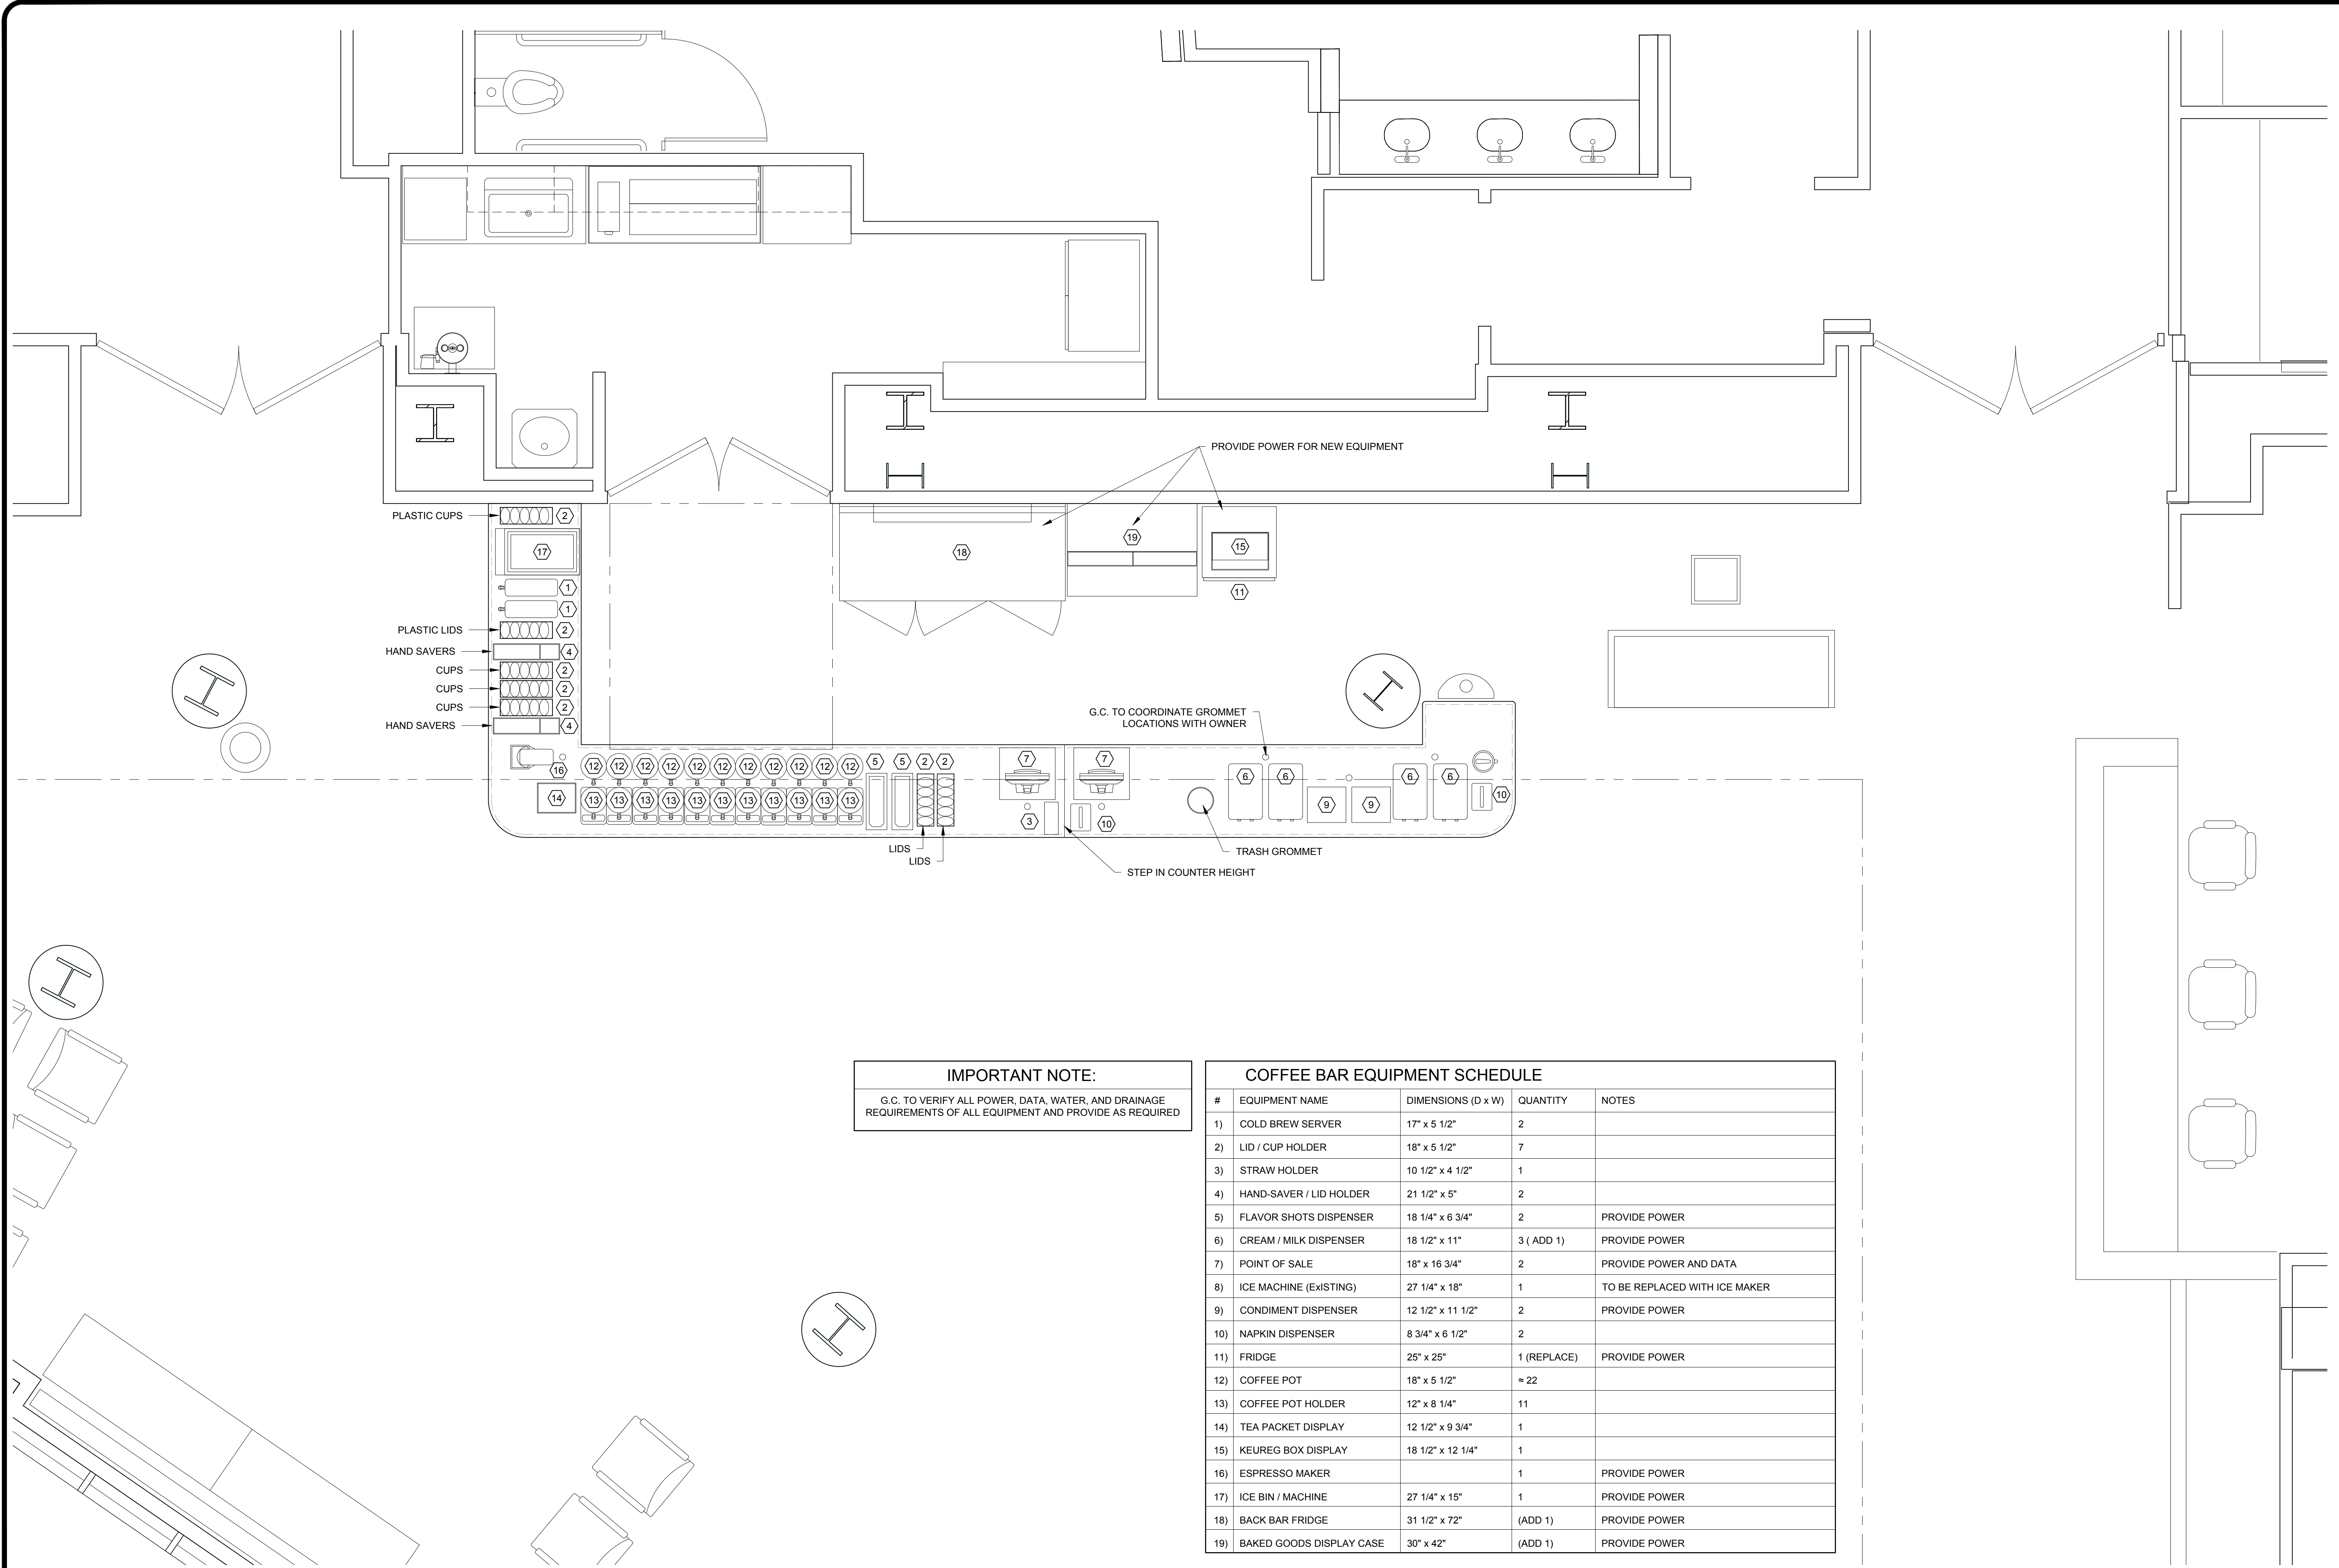 PROVIDE POWER FOR NEW EQUIPMENT
PLASTIC CUPS
2
17
18
19
15
11
1
1
PLASTIC LIDS
2
HAND SAVERS
4
CUPS
2
CUPS
2
CUPS
2
HAND SAVERS
4
G.C. TO COORDINATE GROMMET
LOCATIONS WITH OWNER
16
12 12 12 12 12 12 12 12 12 12 12
5 5 2 2 7 7
6 6 6 6
14
13 13 13 13 13 13 13 13 13 13 13
9 9 10
3 10
LIDS
LIDS
TRASH GROMMET
STEP IN COUNTER HEIGHT
IMPORTANT NOTE:
G.C. TO VERIFY ALL POWER, DATA, WATER, AND DRAINAGE
REQUIREMENTS OF ALL EQUIPMENT AND PROVIDE AS REQUIRED
COFFEE BAR EQUIPMENT SCHEDULE
# EQUIPMENT NAME DIMENSIONS (D x W) QUANTITY NOTES
1) COLD BREW SERVER 17" x 5 1/2" 2
2) LID / CUP HOLDER 18" x 5 1/2" 7
3) STRAW HOLDER 10 1/2" x 4 1/2" 1
4) HAND-SAVER / LID HOLDER 21 1/2" x 5" 2
5) FLAVOR SHOTS DISPENSER 18 1/4" x 6 3/4" 2 PROVIDE POWER
6) CREAM / MILK DISPENSER 18 1/2" x 11" 3 ( ADD 1) PROVIDE POWER
7) POINT OF SALE 18" x 16 3/4" 2 PROVIDE POWER AND DATA
8) ICE MACHINE (ExISTING) 27 1/4" x 18" 1 TO BE REPLACED WITH ICE MAKER
9) CONDIMENT DISPENSER 12 1/2" x 11 1/2" 2 PROVIDE POWER
10) NAPKIN DISPENSER 8 3/4" x 6 1/2" 2
11) FRIDGE 25" x 25" 1 (REPLACE) PROVIDE POWER
12) COFFEE POT 18" x 5 1/2" ≈ 22
13) COFFEE POT HOLDER 12" x 8 1/4" 11
14) TEA PACKET DISPLAY 12 1/2" x 9 3/4" 1
15) KEUREG BOX DISPLAY 18 1/2" x 12 1/4" 1
16) ESPRESSO MAKER 1 PROVIDE POWER
17) ICE BIN / MACHINE 27 1/4" x 15" 1 PROVIDE POWER
18) BACK BAR FRIDGE 31 1/2" x 72" (ADD 1) PROVIDE POWER
19) BAKED GOODS DISPLAY CASE 30" x 42" (ADD 1) PROVIDE POWER